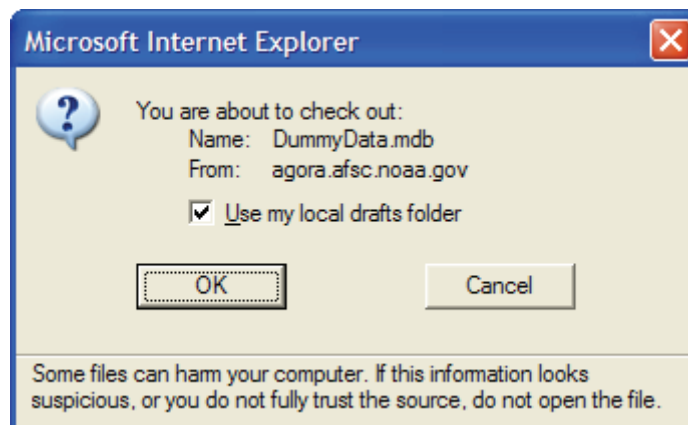 Microsoft Internet Explorer
You are about to check out:
Name: DummyData.mdb
From: agora.afsc.noaa.gov
Use my local drafts folder
OK Cancel
Some files can harm your computer. If this information looks
suspicious, or you do not fully trust the source, do not open the file.